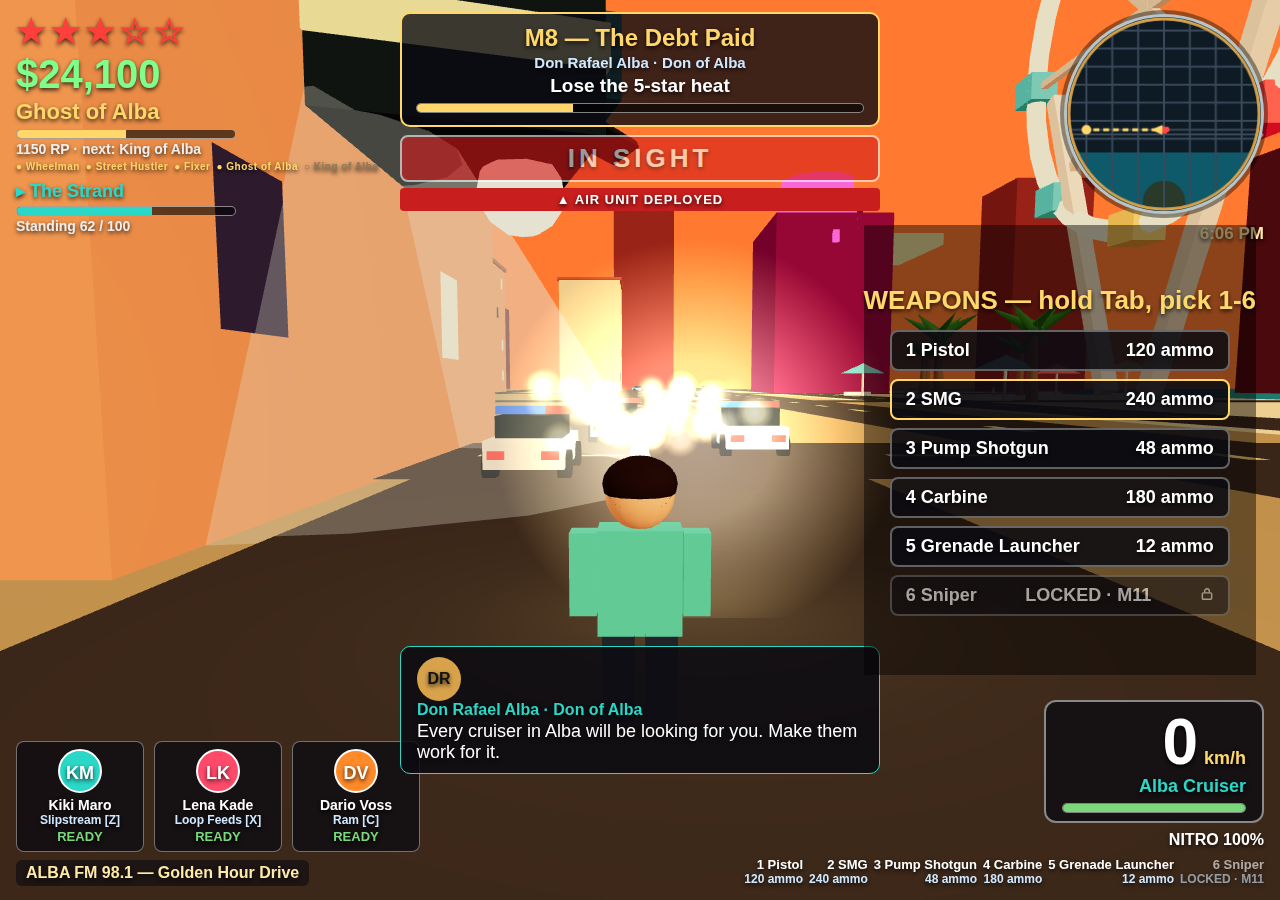 $24,100
Ghost of Alba
1150 RP · next: King of Alba
● Wheelman ● Street Hustler ● Fixer ● Ghost of Alba ○ King of Alba
▶ The Strand
Standing 62 / 100
M8 — The Debt Paid
Don Rafael Alba · Don of Alba
Lose the 5-star heat
IN SIGHT
▲ AIR UNIT DEPLOYED
6:06 PM
WEAPONS — hold Tab, pick 1-6
1 Pistol 120 ammo
2 SMG 240 ammo
3 Pump Shotgun 48 ammo
4 Carbine 180 ammo
5 Grenade Launcher 12 ammo
6 Sniper LOCKED · M11
DR
Don Rafael Alba · Don of Alba
Every cruiser in Alba will be looking for you. Make them
work for it.
KM
Kiki Maro
Slipstream [Z]
READY
LK
Lena Kade
Loop Feeds [X]
READY
DV
Dario Voss
Ram [C]
READY
ALBA FM 98.1 — Golden Hour Drive
0 km/h
Alba Cruiser
NITRO 100%
1 Pistol 2 SMG 3 Pump Shotgun 4 Carbine 5 Grenade Launcher 6 Sniper
120 ammo 240 ammo 48 ammo 180 ammo 12 ammo LOCKED · M11